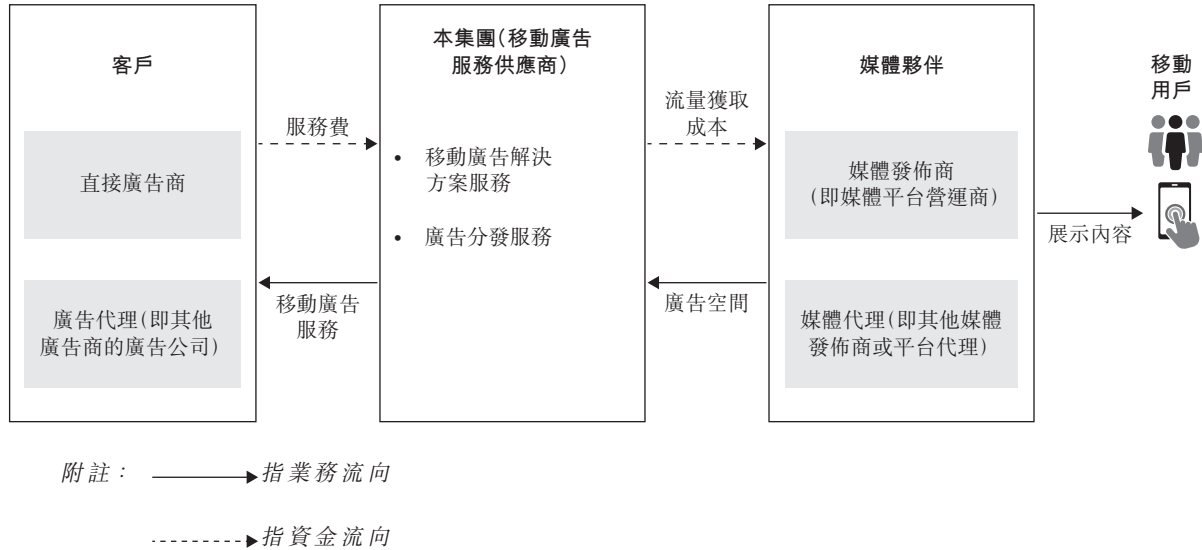 客戶
直接廣告商
廣告代理(即其他
廣告商的廣告公司)
服務費
移動廣告
服務
本集團(移動廣告
服務供應商)
• 移動廣告解決
方案服務
• 廣告分發服務
流量獲取
成本
廣告空間
媒體夥伴
媒體發佈商
(即媒體平台營運商)
媒體代理(即其他媒體
發佈商或平台代理)
展示內容
移動
用戶
附註：
指業務流向
指資金流向